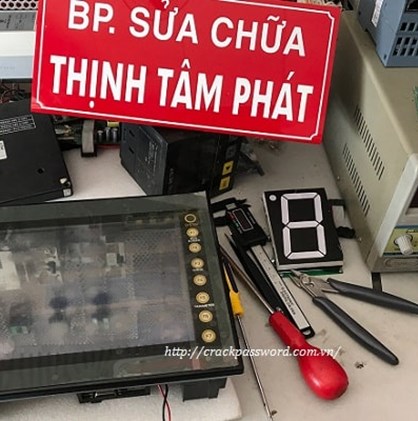 BP. SỬA CHỮA
THỊNH TÂM PHÁT
http://crackpassword.com.vn/